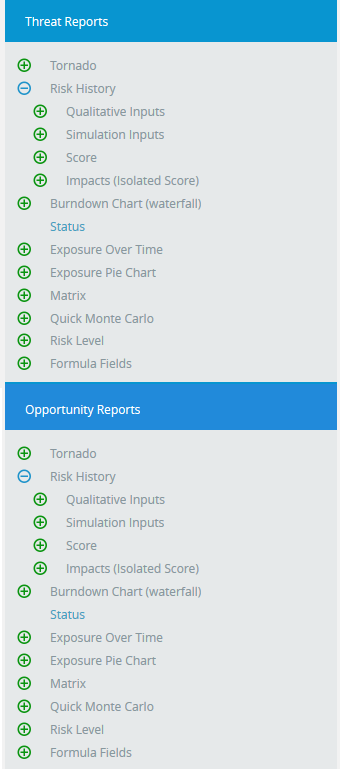 Threat Reports
Tornado
Risk History
Qualitative Inputs
Simulation Inputs
Score
Impacts (Isolated Score)
Burndown Chart (waterfall)
Status
Exposure Over Time
Exposure Pie Chart
Matrix
Quick Monte Carlo
Risk Level
Formula Fields
Opportunity Reports
Tornado
Risk History
Qualitative Inputs
Simulation Inputs
Score
Impacts (Isolated Score)
Burndown Chart (waterfall)
Status
Exposure Over Time
Exposure Pie Chart
Matrix
Quick Monte Carlo
Risk Level
Formula Fields